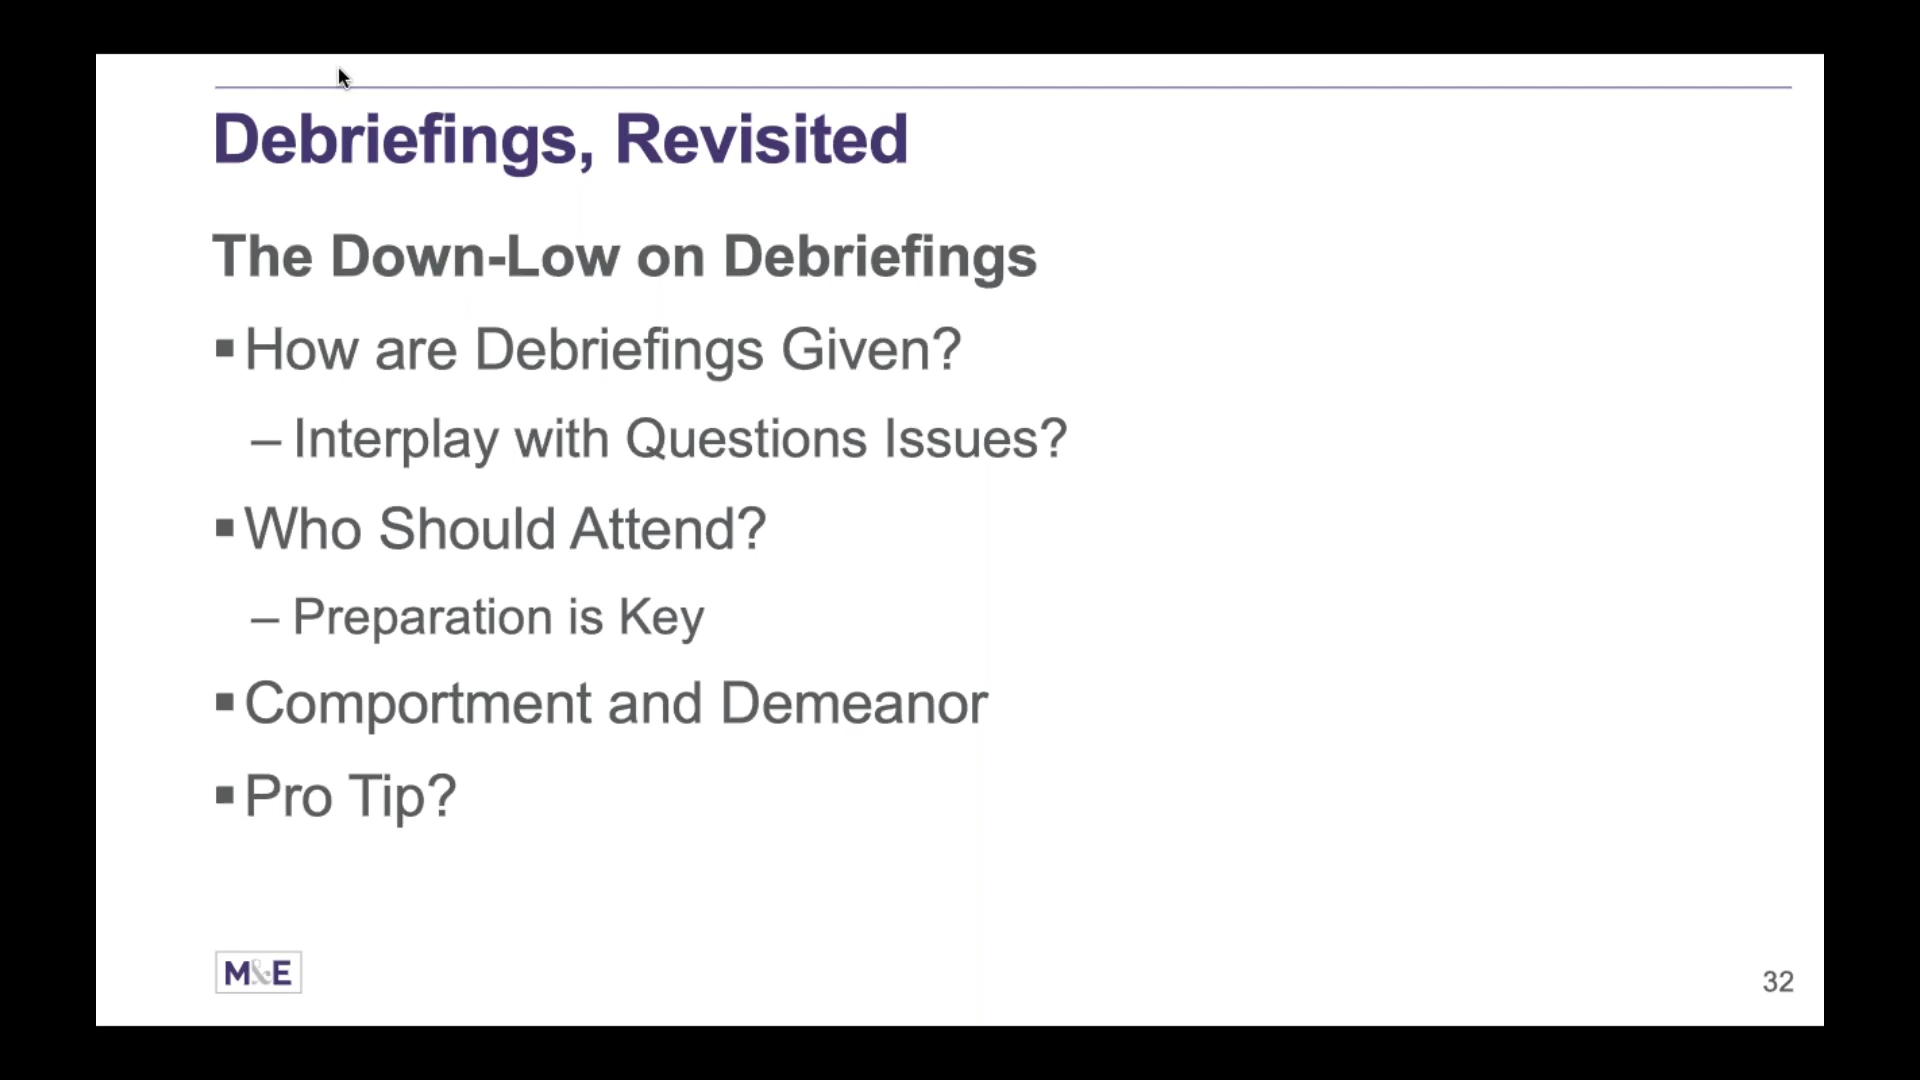 Debriefings, Revisited
The Down-Low on Debriefings
▪ How are Debriefings Given?
– Interplay with Questions Issues?
▪ Who Should Attend?
– Preparation is Key
▪ Comportment and Demeanor
▪ Pro Tip?
M&E
32